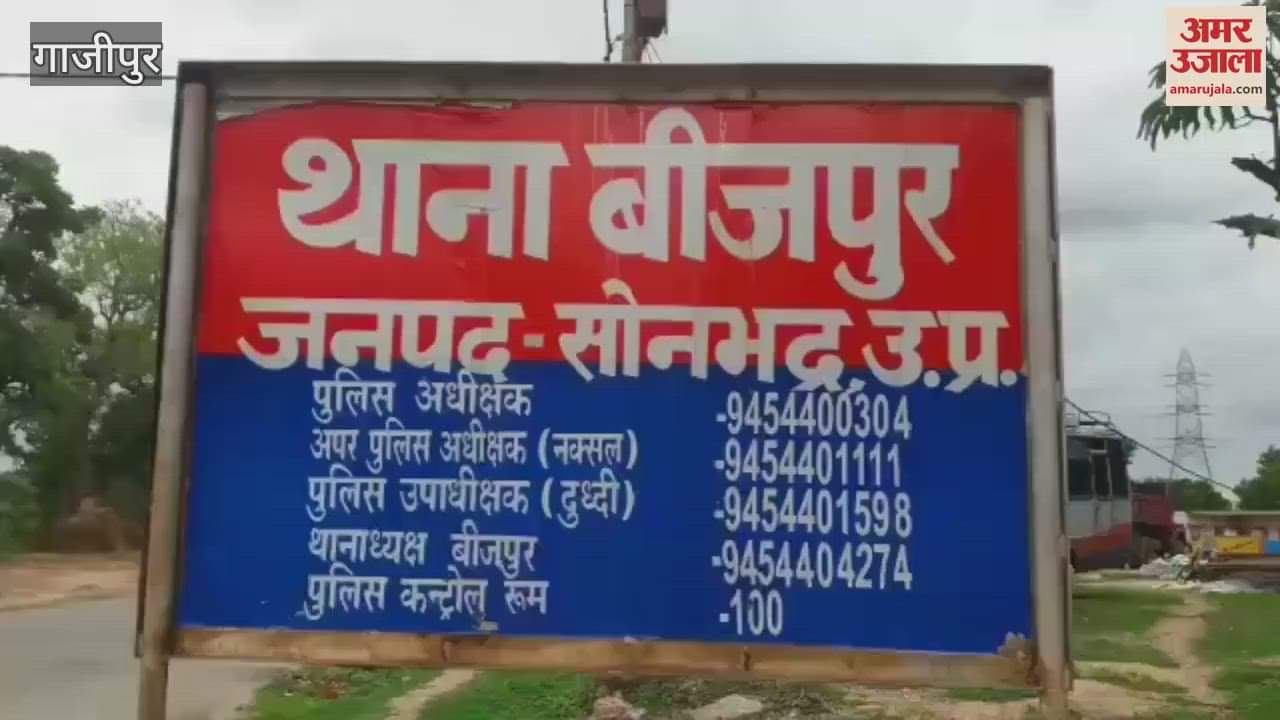 गाजीपुर
अमर
उजाला
amarujala.com
थाना बीजपुर
जनपद-सोनभद्र,उ.प्र.
पुलिस अधीक्षक -9454400304
अपर पुलिस अधीक्षक (नक्सल) -9454401111
पुलिस उपाधीक्षक (दुध्दी) -9454401598
थानाध्यक्ष बीजपुर -9454404274
पुलिस कन्ट्रोल रूम -100